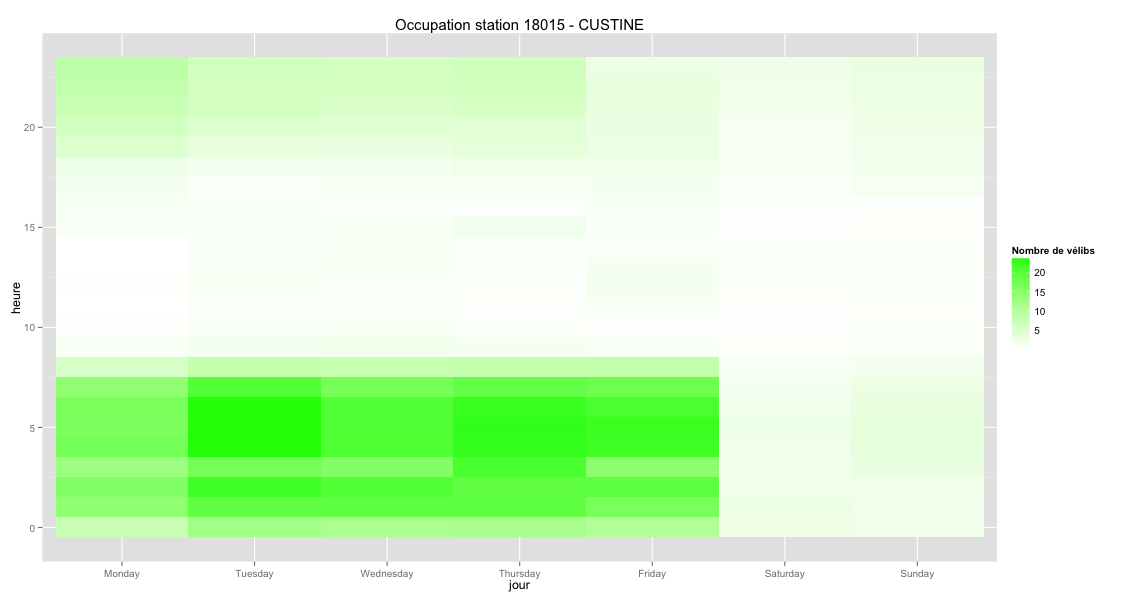 Occupation station 18015 - CUSTINE
heure
20
15
10
5
0
Monday Tuesday Wednesday Thursday Friday Saturday Sunday
jour
Nombre de vélibs
20
15
10
5